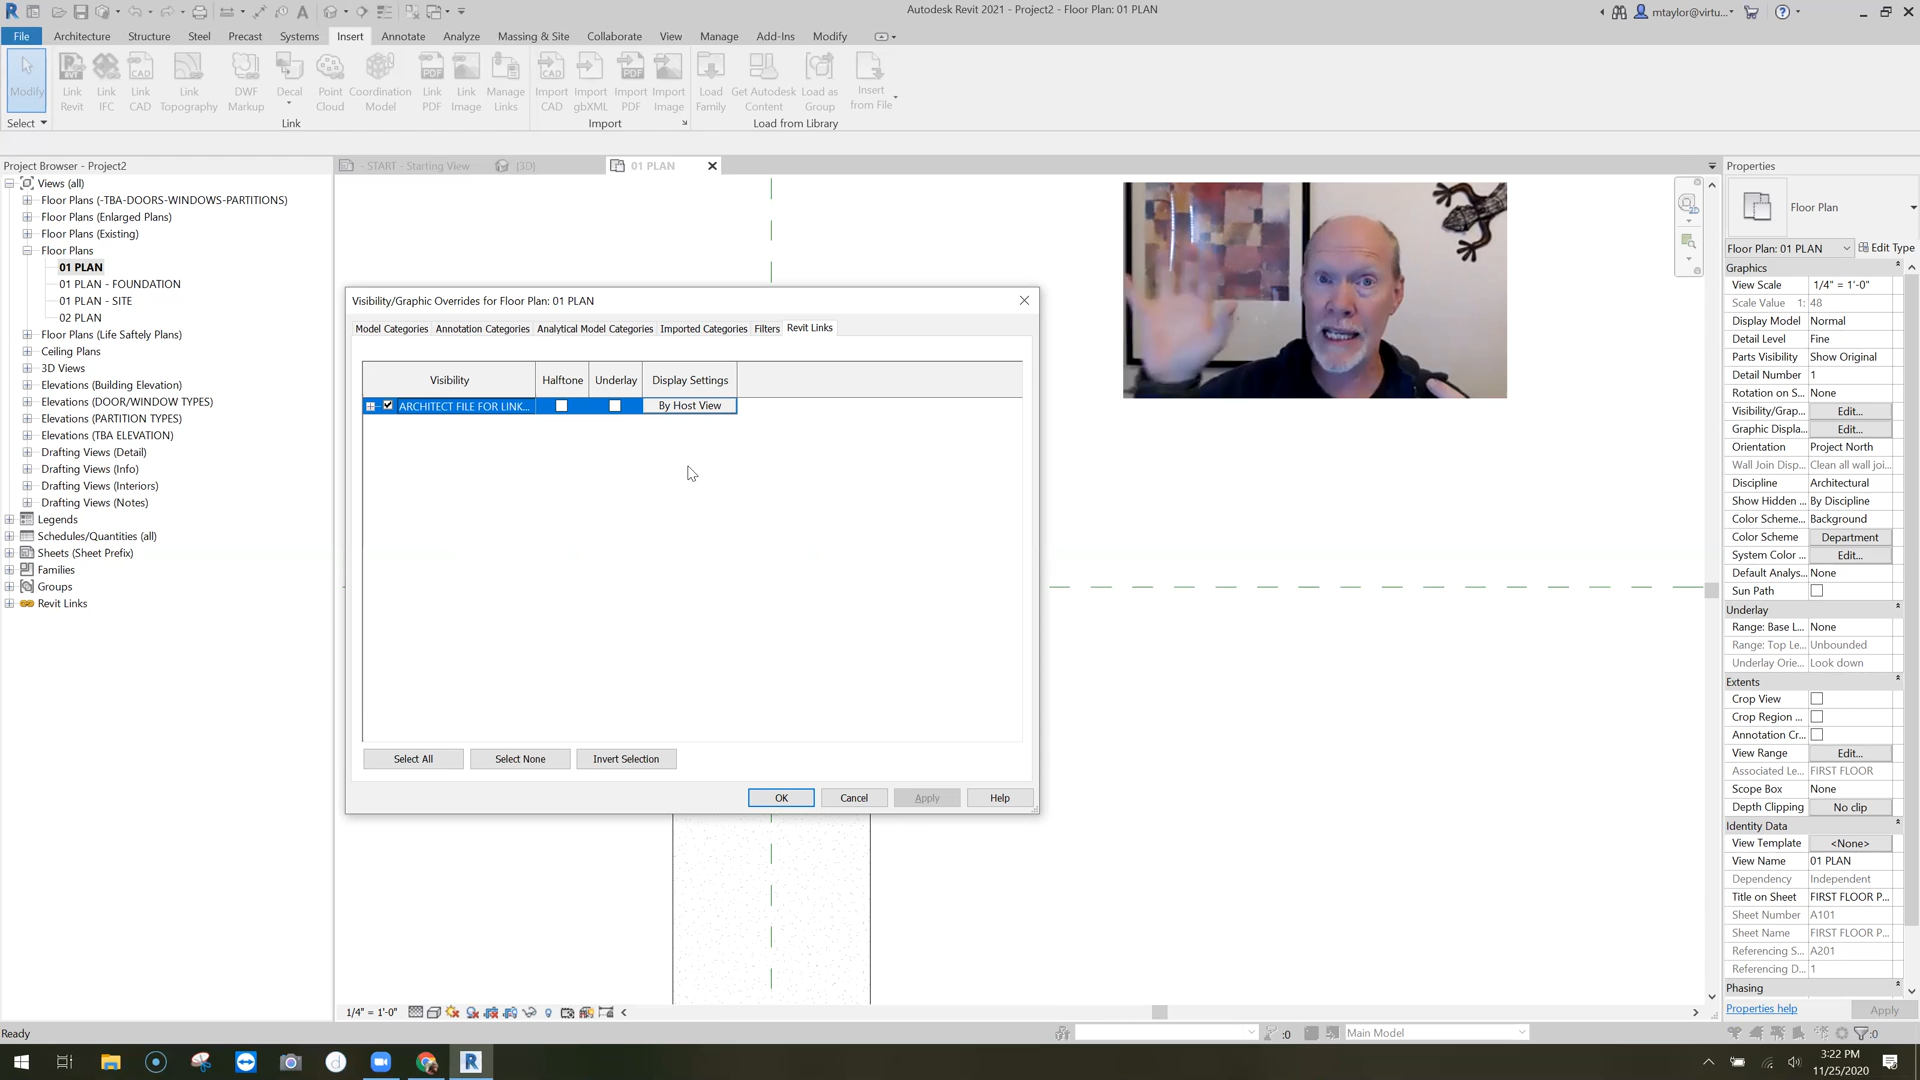 Autodesk Revit 2021 - Project2 - Floor Plan: 01 PLAN
mtaylor@virtu...
File Architecture Structure Steel Precast Systems Insert Annotate Analyze Massing & Site Collaborate View Manage Add-Ins Modify
Modify
Link Revit
Link IFC
Link CAD
Link Topography
DWF Markup
Decal
Point Cloud
Coordination Model
Link PDF
Link Image
Manage Links
Import CAD
Import gbXML
Import PDF
Import Image
Load Family
Get Autodesk Content
Load as Group
Insert from File
Select
Link
Import
Load from Library
Project Browser - Project2
Views (all)
Floor Plans (-TBA-DOORS-WINDOWS-PARTITIONS)
Floor Plans (Enlarged Plans)
Floor Plans (Existing)
Floor Plans
01 PLAN
01 PLAN - FOUNDATION
01 PLAN - SITE
02 PLAN
Floor Plans (Life Saftely Plans)
Ceiling Plans
3D Views
Elevations (Building Elevation)
Elevations (DOOR/WINDOW TYPES)
Elevations (PARTITION TYPES)
Elevations (TBA ELEVATION)
Drafting Views (Detail)
Drafting Views (Info)
Drafting Views (Interiors)
Drafting Views (Notes)
Legends
Schedules/Quantities (all)
Sheets (Sheet Prefix)
Families
Groups
Revit Links
- START - Starting View
{3D}
01 PLAN
Visibility/Graphic Overrides for Floor Plan: 01 PLAN
Model Categories Annotation Categories Analytical Model Categories Imported Categories Filters Revit Links
Visibility Halftone Underlay Display Settings
ARCHITECT FILE FOR LINK... By Host View
Select All Select None Invert Selection
OK Cancel Apply Help
2D
Properties
Floor Plan
Floor Plan: 01 PLAN Edit Type
Graphics
View Scale 1/4" = 1'-0"
Scale Value 1: 48
Display Model Normal
Detail Level Fine
Parts Visibility Show Original
Detail Number 1
Rotation on S... None
Visibility/Grap... Edit...
Graphic Displa... Edit...
Orientation Project North
Wall Join Disp... Clean all wall joi...
Discipline Architectural
Show Hidden ... By Discipline
Color Scheme... Background
Color Scheme Department
System Color ... Edit...
Default Analys... None
Sun Path
Underlay
Range: Base L... None
Range: Top Le... Unbounded
Underlay Orie... Look down
Extents
Crop View
Crop Region ...
Annotation Cr...
View Range Edit...
Associated Le... FIRST FLOOR
Scope Box None
Depth Clipping No clip
Identity Data
View Template <None>
View Name 01 PLAN
Dependency Independent
Title on Sheet FIRST FLOOR P...
Sheet Number A101
Sheet Name FIRST FLOOR P...
Referencing S... A201
Referencing D... 1
Phasing
Properties help Apply
1/4" = 1'-0"
Ready
:0
Main Model
:0
3:22 PM
11/25/2020